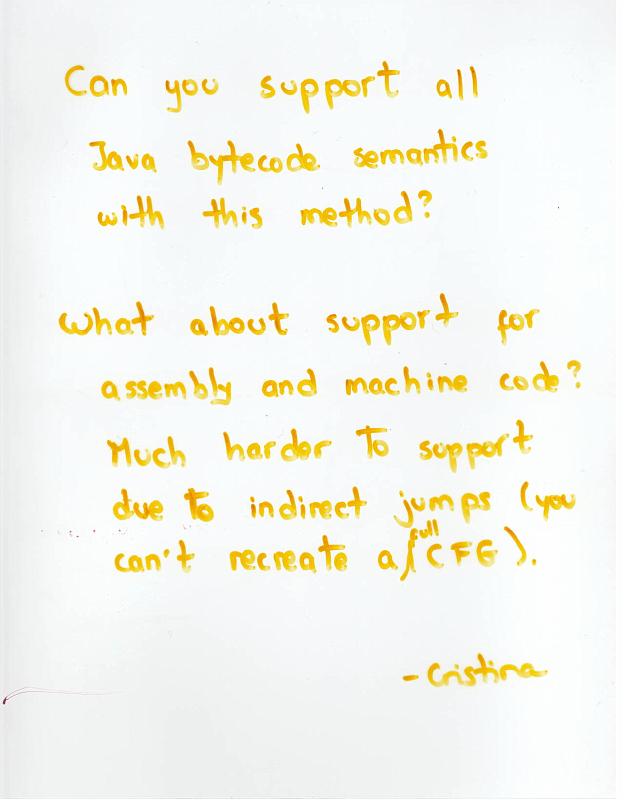 Can you support all
Java bytecode semantics
with this method?
What about support for
assembly and machine code?
Much harder to support
due to indirect jumps (you
can't recreate a full CFG).
- Cristina